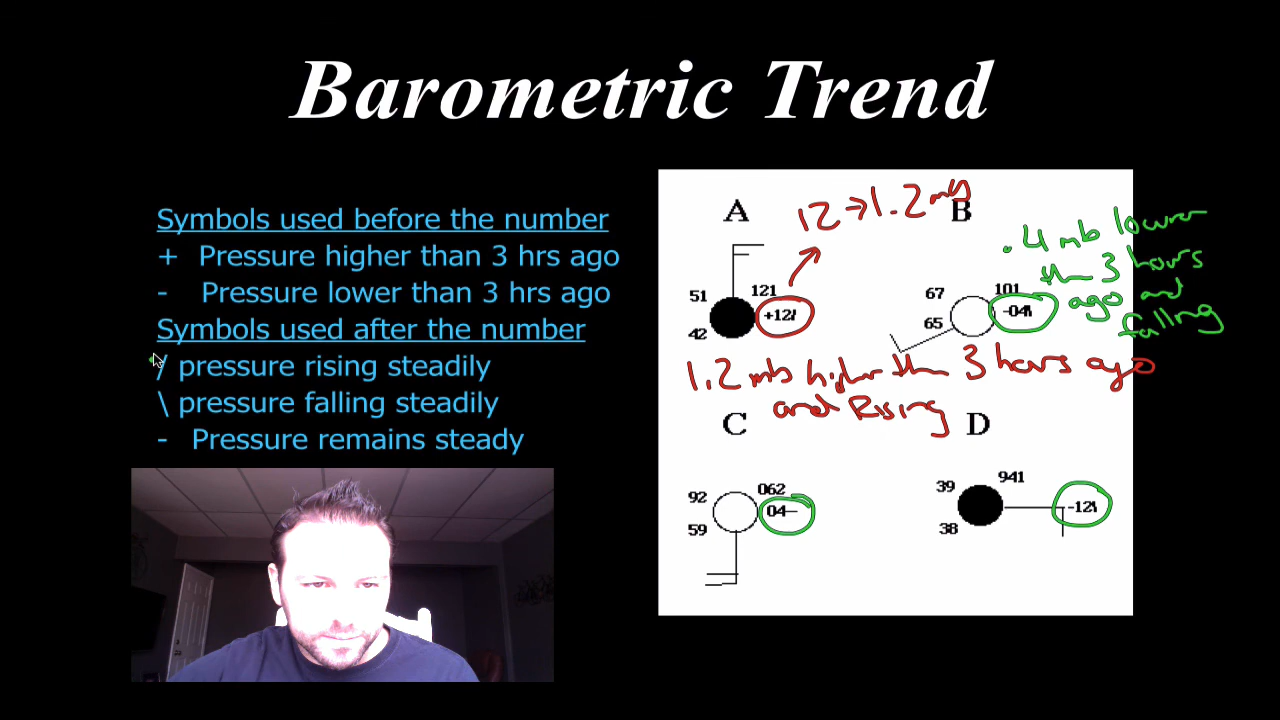 Barometric Trend
Symbols used before the number
+ Pressure higher than 3 hrs ago
- Pressure lower than 3 hrs ago
Symbols used after the number
/ pressure rising steadily
\ pressure falling steadily
- Pressure remains steady
A
12→1.2 mb
B
.4 mb lower
than 3 hours
ago and
falling
51
121
+12/
42
67
101
-04\
65
1.2 mbs higher than 3 hours ago
and Rising
C
D
92
062
04—
59
39
941
-12\
38